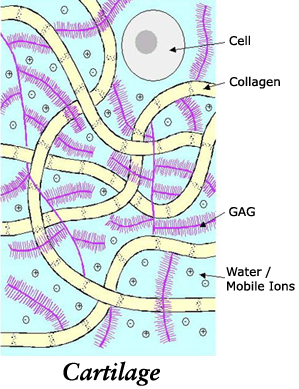 Cell
Collagen
GAG
Water /
Mobile Ions
Cartilage